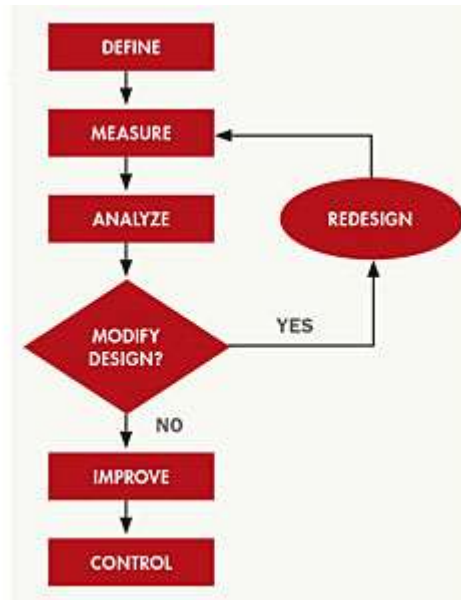 DEFINE
MEASURE
ANALYZE
REDESIGN
MODIFY
DESIGN?
YES
NO
IMPROVE
CONTROL